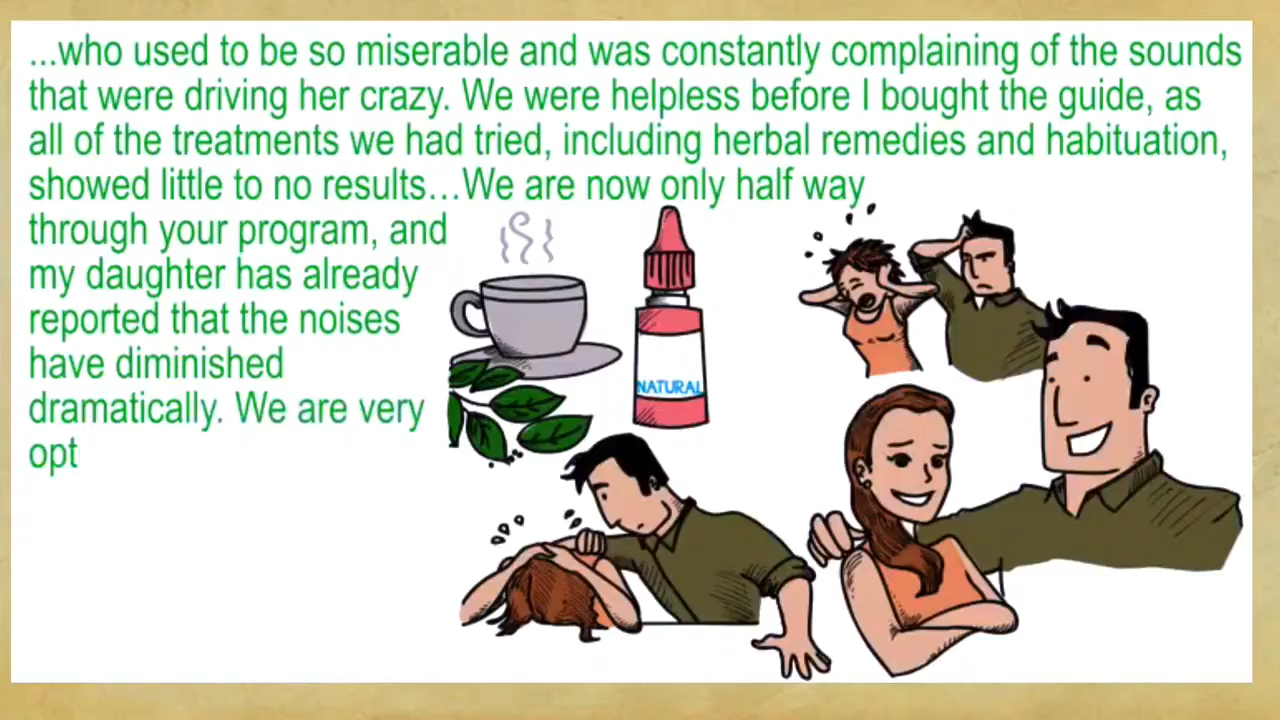 ...who used to be so miserable and was constantly complaining of the sounds
that were driving her crazy. We were helpless before I bought the guide, as
all of the treatments we had tried, including herbal remedies and habituation,
showed little to no results...We are now only half way
through your program, and
my daughter has already
reported that the noises
have diminished
dramatically. We are very
opt
NATURAL